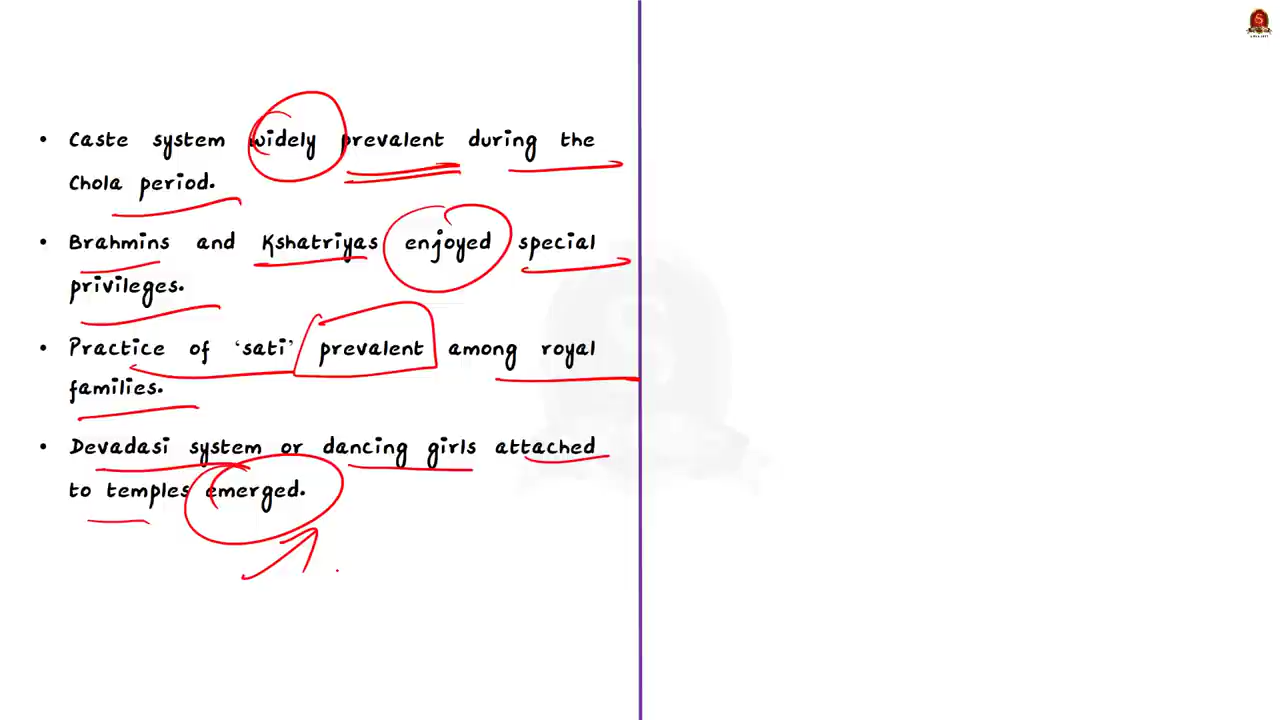 • Caste system widely prevalent during the
Chola period.
• Brahmins and Kshatriyas enjoyed special
privileges.
• Practice of ‘sati’ prevalent among royal
families.
• Devadasi system or dancing girls attached
to temples emerged.